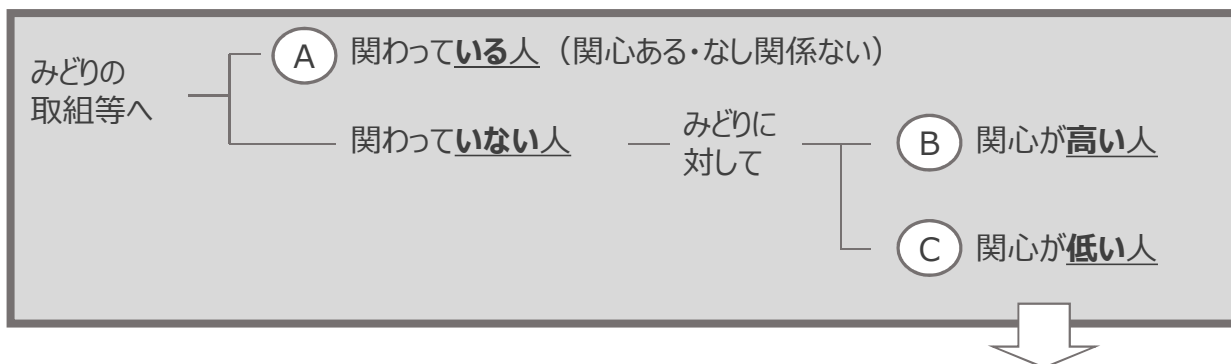 みどりの
取組等へ
A 関わっている人（関心ある・なし関係ない）
関わっていない人
みどりに
対して
B 関心が高い人
C 関心が低い人